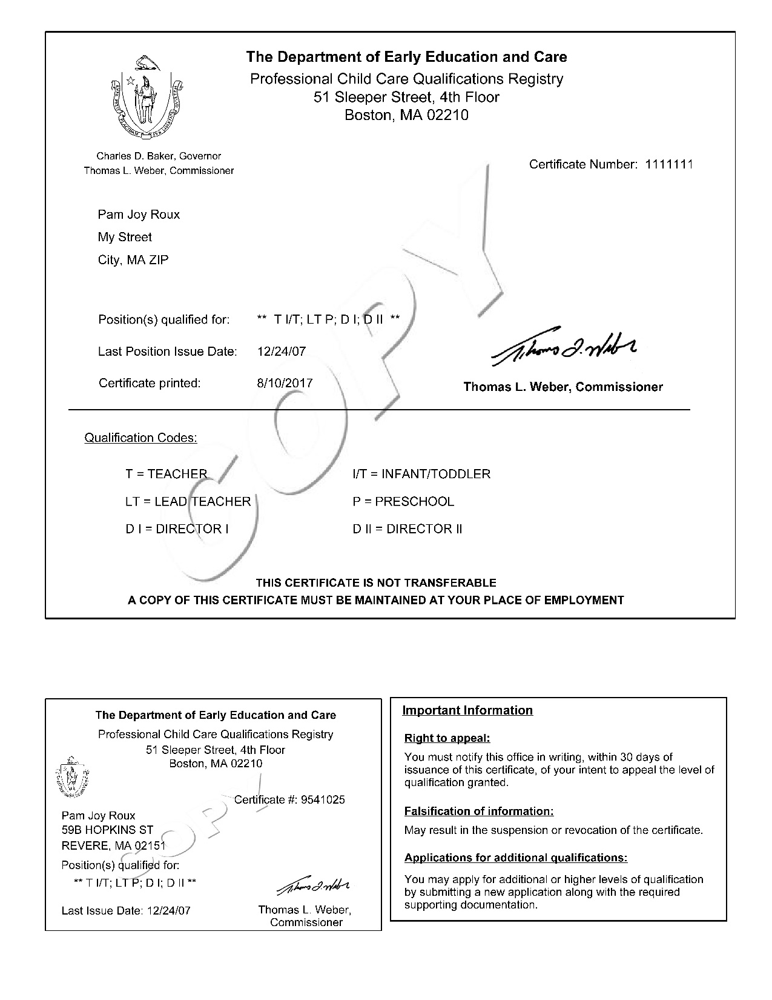 The Department of Early Education and Care
Professional Child Care Qualifications Registry
51 Sleeper Street, 4th Floor
Boston, MA 02210
Charles D. Baker, Governor
Thomas L. Weber, Commissioner
Certificate Number: 1111111
Pam Joy Roux
My Street
City, MA ZIP
Position(s) qualified for: ** T I/T; LT P; D I; D II **
Last Position Issue Date: 12/24/07
Certificate printed: 8/10/2017
Thomas L. Weber
Thomas L. Weber, Commissioner
COPY
Qualification Codes:
T = TEACHER I/T = INFANT/TODDLER
LT = LEAD TEACHER P = PRESCHOOL
D I = DIRECTOR I D II = DIRECTOR II
THIS CERTIFICATE IS NOT TRANSFERABLE
A COPY OF THIS CERTIFICATE MUST BE MAINTAINED AT YOUR PLACE OF EMPLOYMENT
The Department of Early Education and Care
Professional Child Care Qualifications Registry
51 Sleeper Street, 4th Floor
Boston, MA 02210
Certificate #: 9541025
Pam Joy Roux
59B HOPKINS ST
REVERE, MA 02151
Position(s) qualified for:
** T I/T; LT P; D I; D II **
Last Issue Date: 12/24/07
Thomas L. Weber
Thomas L. Weber,
Commissioner
COPY
Important Information
Right to appeal:
You must notify this office in writing, within 30 days of
issuance of this certificate, of your intent to appeal the level of
qualification granted.
Falsification of information:
May result in the suspension or revocation of the certificate.
Applications for additional qualifications:
You may apply for additional or higher levels of qualification
by submitting a new application along with the required
supporting documentation.